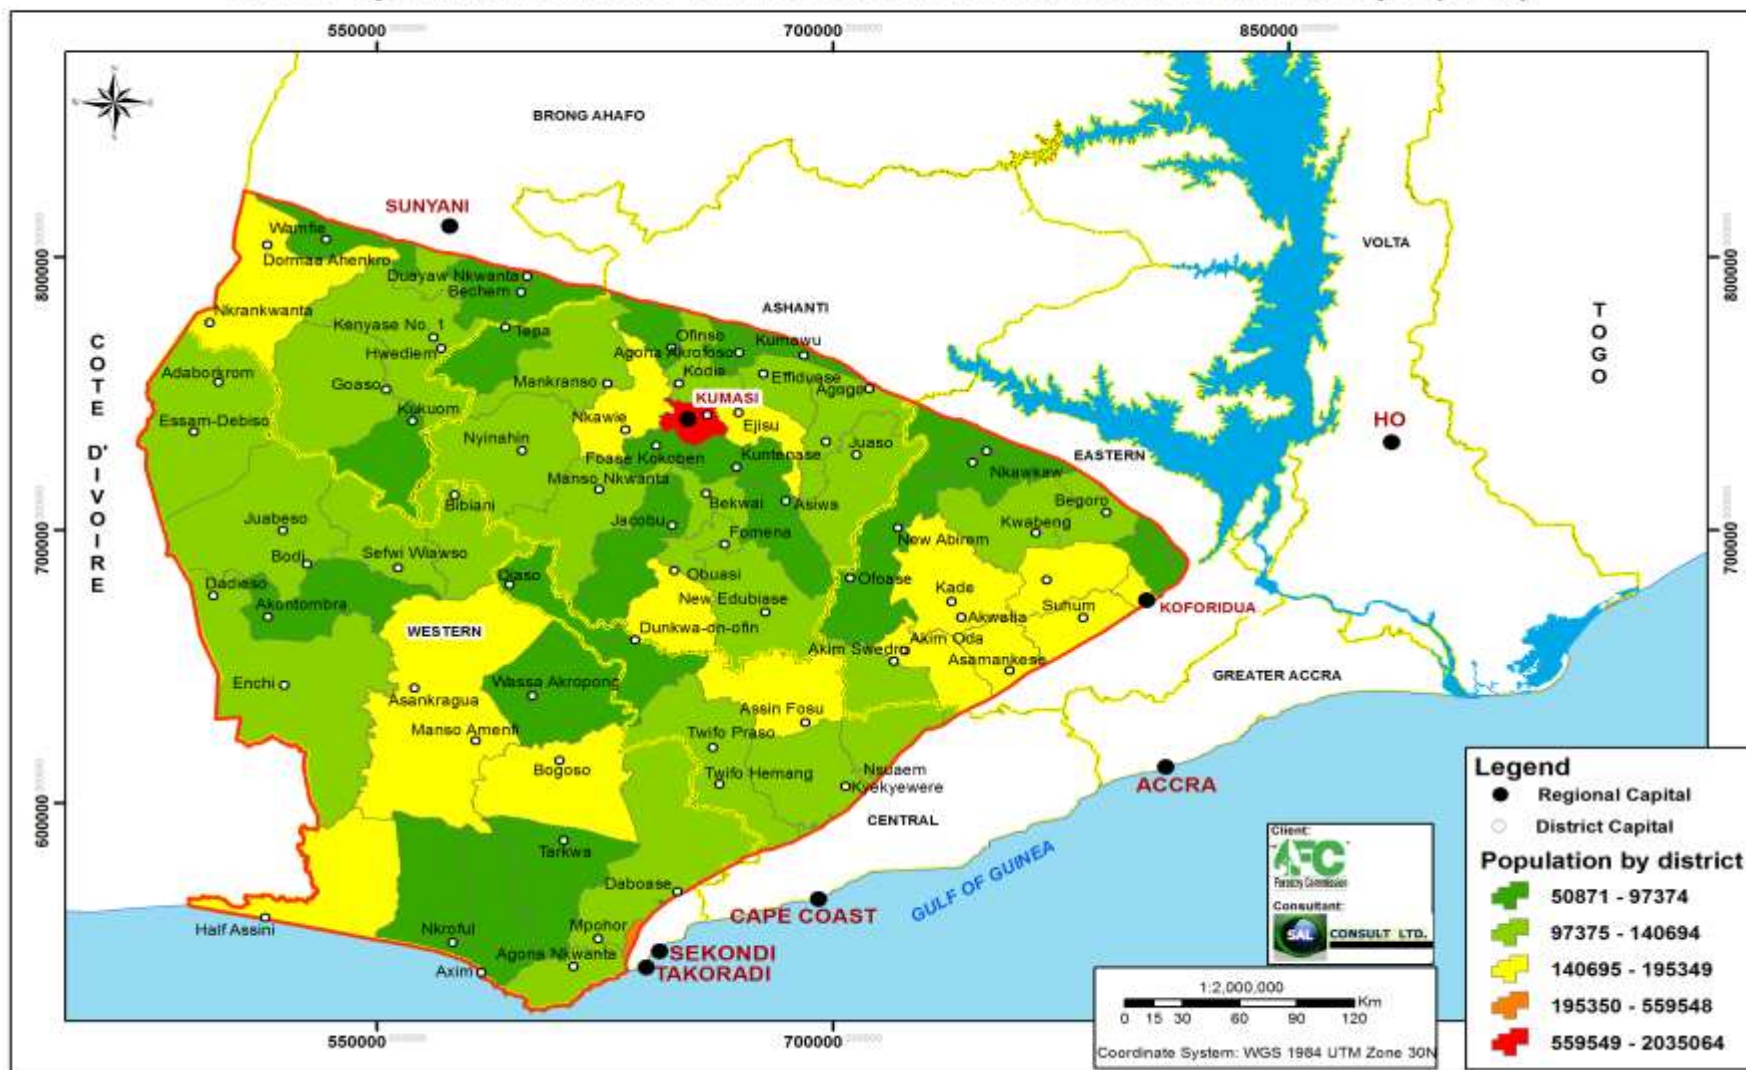 550000
700000
850000
800000
700000
600000
800000
700000
600000
550000
700000
BRONG AHAFO
SUNYANI
VOLTA
ASHANTI
TOGO
COTE D'IVOIRE
HO
EASTERN
Wamfie
Dormaa Ahenkro
Duayaw Nkwanta
Bechem
Nkrankwanta
Kenyase No. 1
Tepa
Hwediem
Ofinso
Kumawu
Agona Akrofoso
Kodie
Effiduase
Agogo
Adaborkrom
Goaso
Mankranso
KUMASI
Kukuom
Essam-Debiso
Nkawie
Ejisu
Nyinahin
Juaso
Foase Kokoben
Kuntenase
Nkawkaw
Manso Nkwanta
Bibiani
Bekwai
Asiwa
Begoro
Juabeso
Jacobu
Fomena
Kwabeng
New Abirem
Bodi
Sefwi Wiawso
Dadieso
Diaso
Obuasi
Ofoase
Kade
Akontombra
New Edubiase
Suhum
KOFORIDUA
Akwatia
WESTERN
Dunkwa-on-ofin
Akim Oda
Akim Swedro
Asamankese
GREATER ACCRA
Enchi
Wassa Akropong
Asankragua
Assin Fosu
Manso Amenfi
Twifo Praso
Bogoso
Twifo Hemang
Nsuaem
Kyekyewere
ACCRA
CENTRAL
Tarkwa
GULF OF GUINEA
Daboase
CAPE COAST
Half Assini
Nkroful
Mpohor
Agona Nkwanta
SEKONDI
TAKORADI
Axim
Legend
Regional Capital
District Capital
Population by district
50871 - 97374
97375 - 140694
140695 - 195349
195350 - 559548
559549 - 2035064
Client:
Forestry Commission
Consultant:
SAL
CONSULT LTD.
1:2,000,000
Km
0 15 30 60 90 120
Coordinate System: WGS 1984 UTM Zone 30N